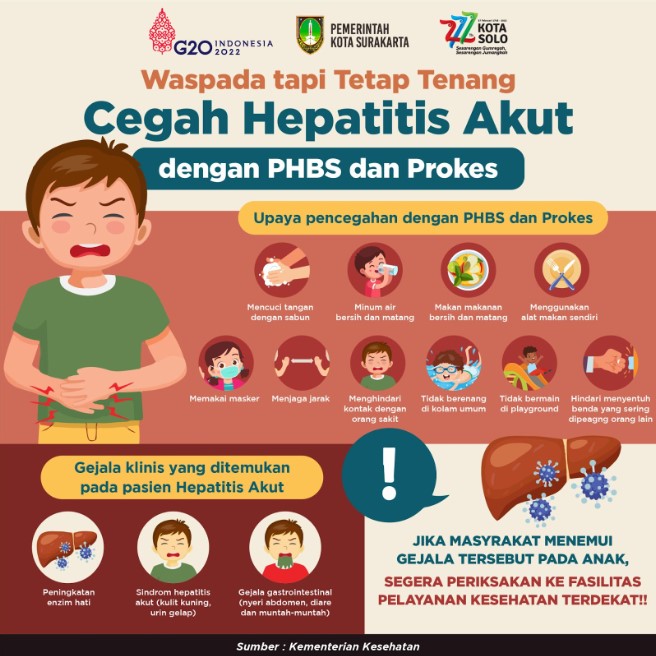 G20 INDONESIA
2022
PEMERINTAH
KOTA SURAKARTA
277
KOTA
SOLO
Waspada tapi Tetap Tenang
Cegah Hepatitis Akut
dengan PHBS dan Prokes
Upaya pencegahan dengan PHBS dan Prokes
Mencuci tangan
dengan sabun
Minum air
bersih dan matang
Makan makanan
bersih dan matang
Menggunakan
alat makan sendiri
Memakai masker
Menjaga jarak
Menghindari
kontak dengan
orang sakit
Tidak berenang
di kolam umum
Tidak bermain
di playground
Hindari menyentuh
benda yang sering
dipeagng orang lain
Gejala klinis yang ditemukan
pada pasien Hepatitis Akut
Peningkatan
enzim hati
Sindrom hepatitis
akut (kulit kuning,
urin gelap)
Gejala gastrointestinal
(nyeri abdomen, diare
dan muntah-muntah)
!
JIKA MASYRAKAT MENEMUI
GEJALA TERSEBUT PADA ANAK,
SEGERA PERIKSAKAN KE FASILITAS
PELAYANAN KESEHATAN TERDEKAT!!
Sumber : Kementerian Kesehatan